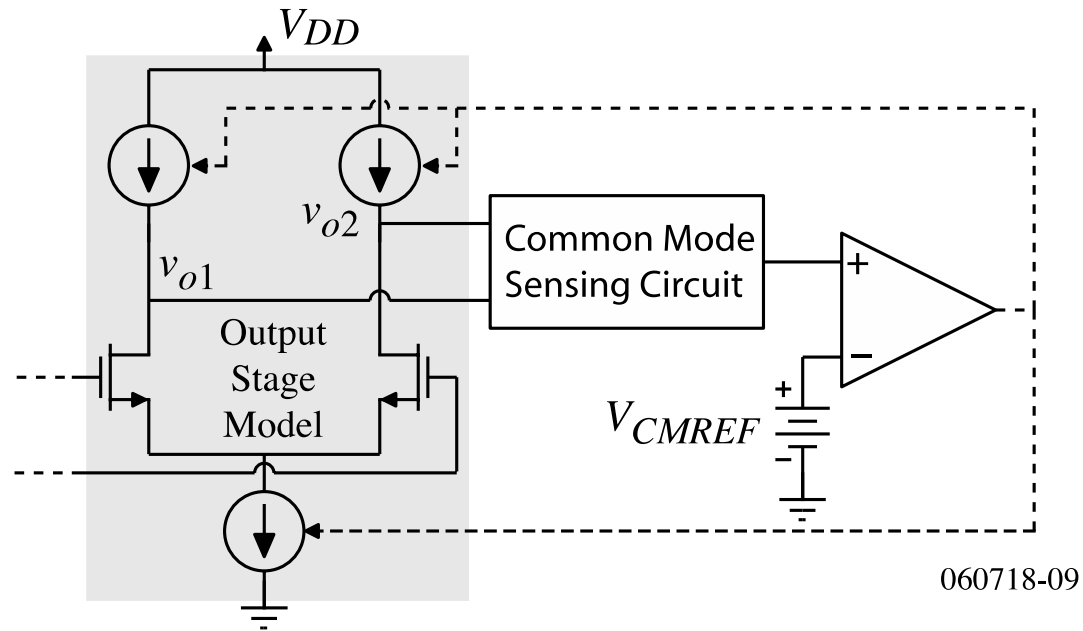 VDD
vo2
vo1
Common Mode
Sensing Circuit
+
−
Output
Stage
Model
+
VCMREF
−
060718-09